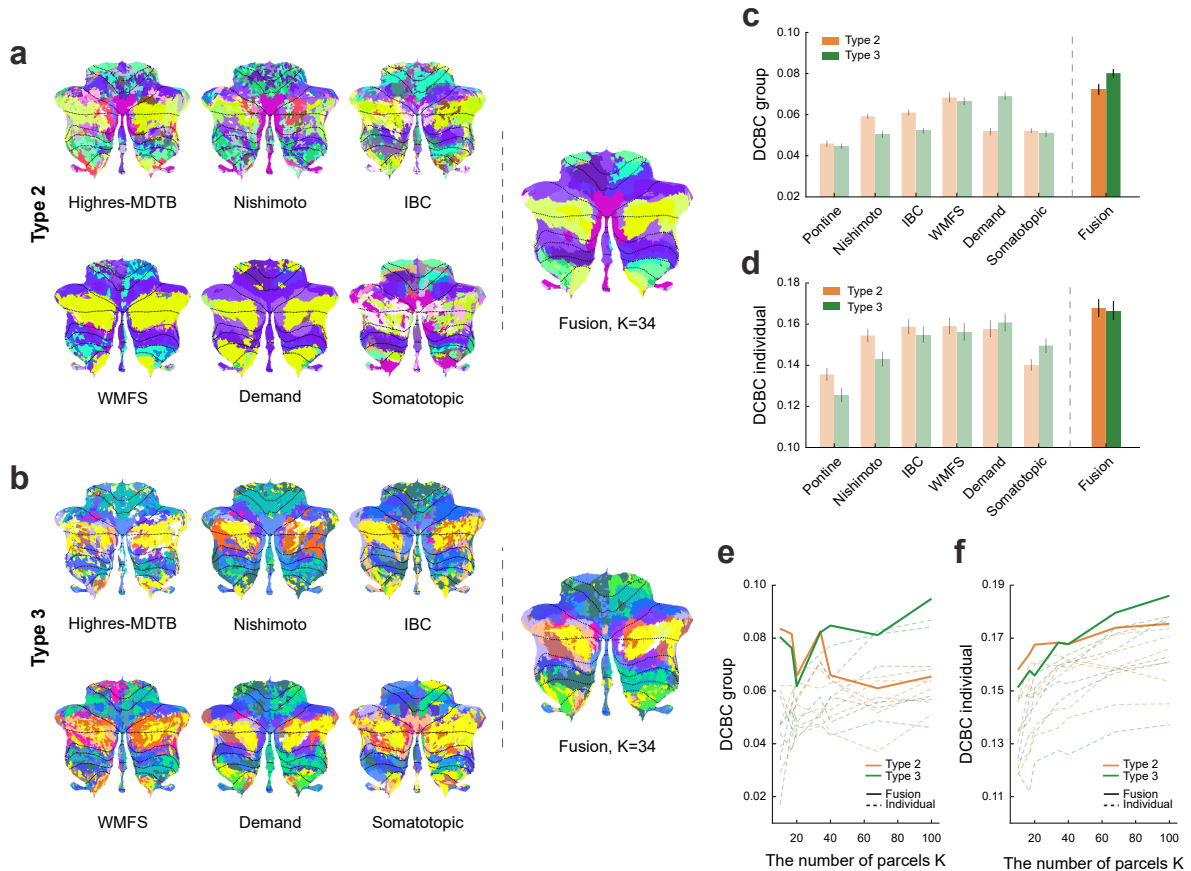 a
Type 2
Highres-MDTB
Nishimoto
IBC
WMFS
Demand
Somatotopic
Fusion, K=34
b
Type 3
Highres-MDTB
Nishimoto
IBC
WMFS
Demand
Somatotopic
Fusion, K=34
c
DCBC group
0.10
0.08
0.06
0.04
0.02
Type 2
Type 3
Pontine
Nishimoto
IBC
WMFS
Demand
Somatotopic
Fusion
d
DCBC individual
0.18
0.16
0.14
0.12
0.10
Type 2
Type 3
Pontine
Nishimoto
IBC
WMFS
Demand
Somatotopic
Fusion
e
DCBC group
0.10
0.08
0.06
0.04
0.02
Type 2
Type 3
Fusion
Individual
20 40 60 80 100
The number of parcels K
f
DCBC individual
0.19
0.17
0.15
0.13
0.11
Type 2
Type 3
Fusion
Individual
20 40 60 80 100
The number of parcels K